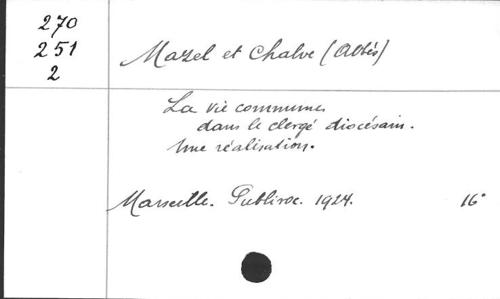 270
251
2
Mazel et Chalve (Abbés)
La vie commune
dans le clergé diocésain.
Une réalisation.
Marseille. Publiroc. 1924. 16°